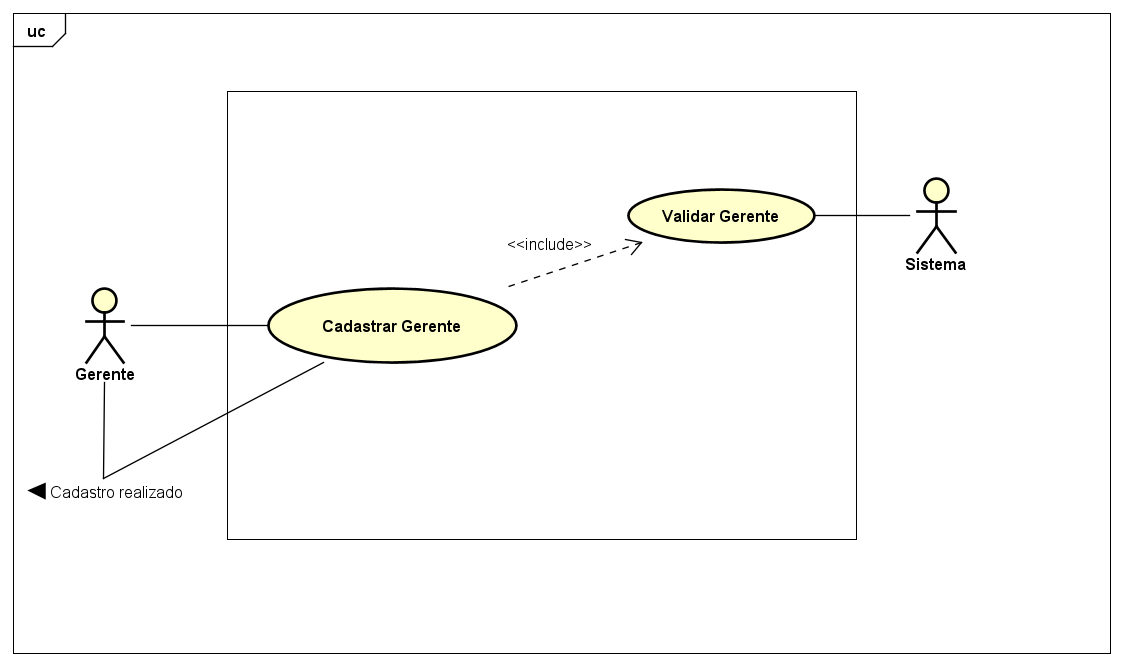 uc
Validar Gerente
<<include>>
Sistema
Cadastrar Gerente
Gerente
Cadastro realizado